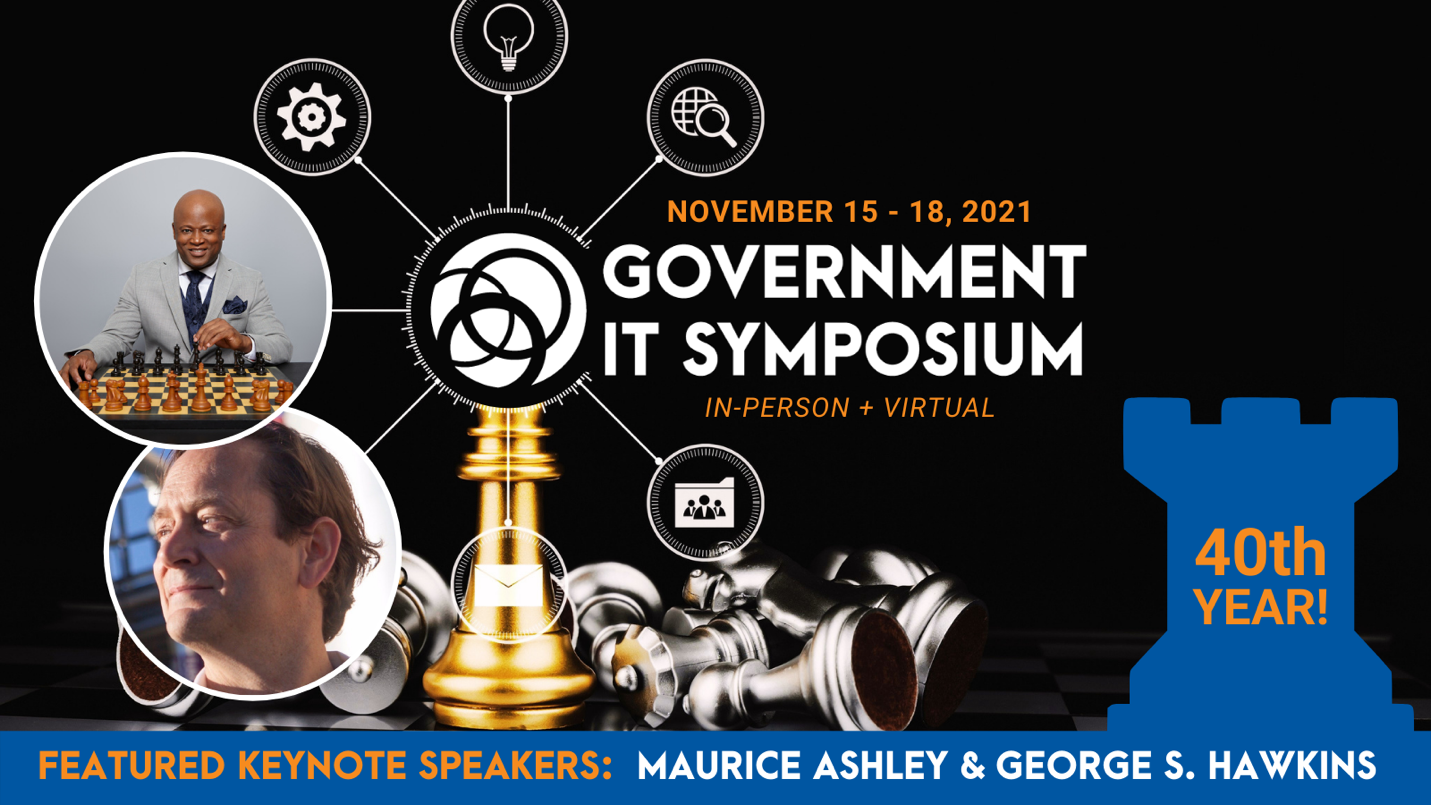 NOVEMBER 15 - 18, 2021
GOVERNMENT
IT SYMPOSIUM
IN-PERSON + VIRTUAL
40th
YEAR!
FEATURED KEYNOTE SPEAKERS: MAURICE ASHLEY & GEORGE S. HAWKINS